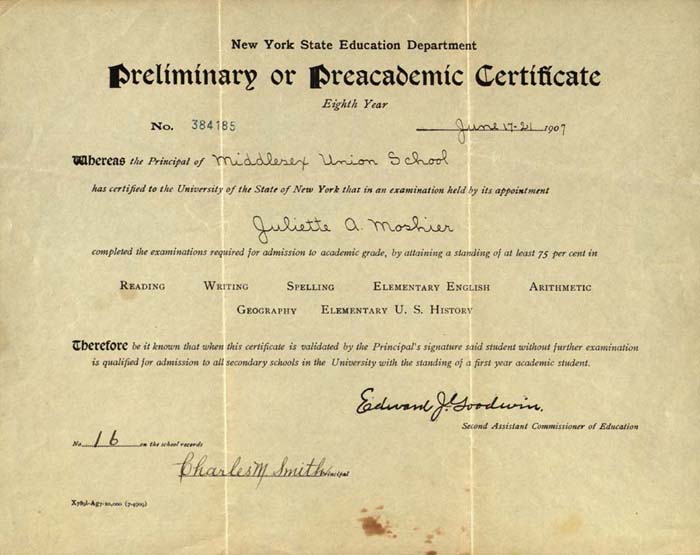 New York State Education Department
Preliminary or Preacademic Certificate
Eighth Year
No. 384185 June 17-21 1907
Whereas the Principal of Middlesex Union School
has certified to the University of the State of New York that in an examination held by its appointment
Juliette A. Moshier
completed the examinations required for admission to academic grade, by attaining a standing of at least 75 per cent in
Reading Writing Spelling Elementary English Arithmetic
Geography Elementary U. S. History
Therefore be it known that when this certificate is validated by the Principal's signature said student without further examination
is qualified for admission to all secondary schools in the University with the standing of a first year academic student.
Edward J. Goodwin.
Second Assistant Commissioner of Education
No. 16 on the school records
Charles M. Smith Principal